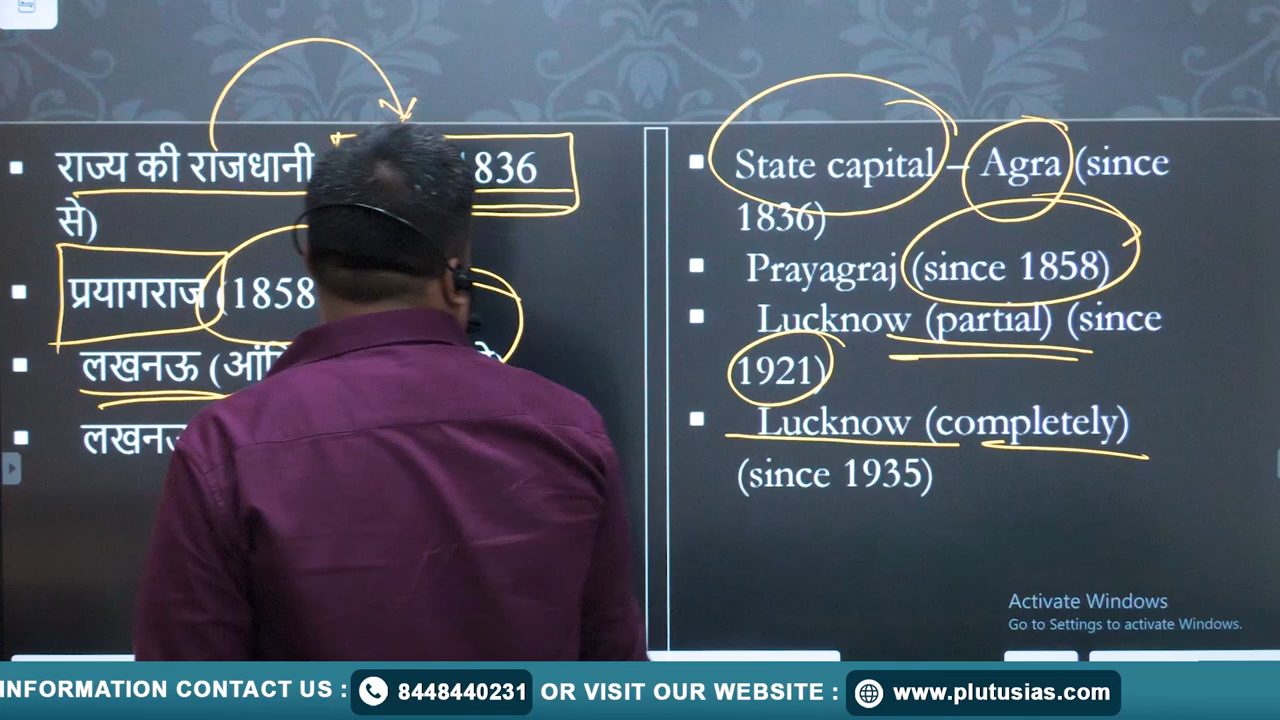 राज्य की राजधानी 1836
से)
प्रयागराज (1858
लखनऊ
State capital – Agra (since
1836)
Prayagraj (since 1858)
Lucknow (partial) (since
1921)
Lucknow (completely)
(since 1935)
Activate Windows
Go to Settings to activate Windows.
INFORMATION CONTACT US : 8448440231 OR VISIT OUR WEBSITE : www.plutusias.com